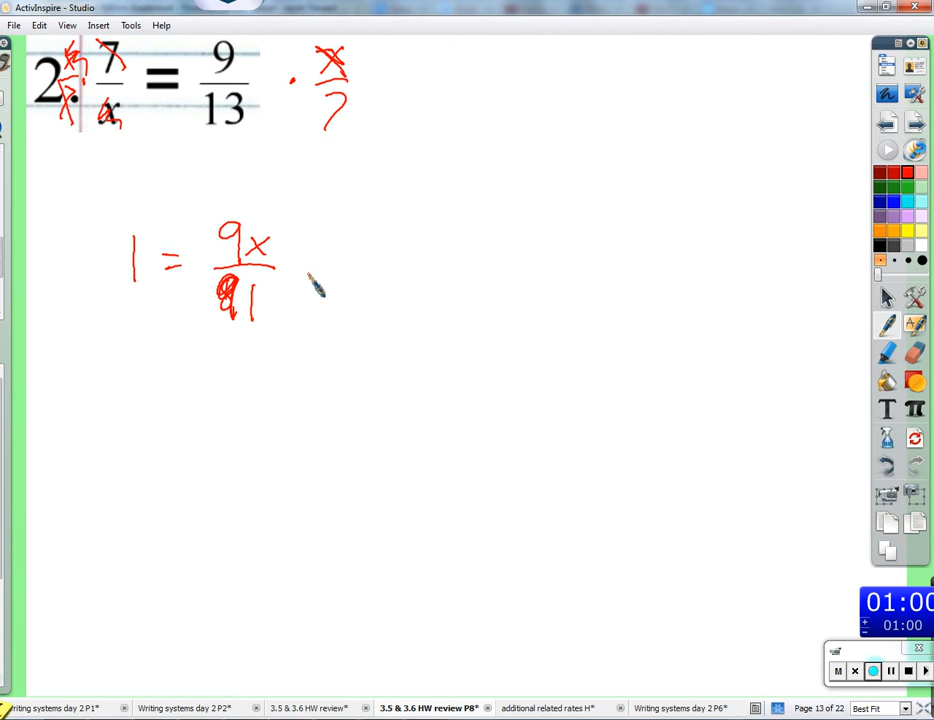 ActivInspire - Studio
File Edit View Insert Tools Help
2. 7/x = 9/13 · x/7
1 = 9x/91
01:00
01:00
M
Writing systems day 2 P1* Writing systems day 2 P2* 3.5 & 3.6 HW review* 3.5 & 3.6 HW review P8* additional related rates H* Writing systems day 2 P6* Page 13 of 22 Best Fit